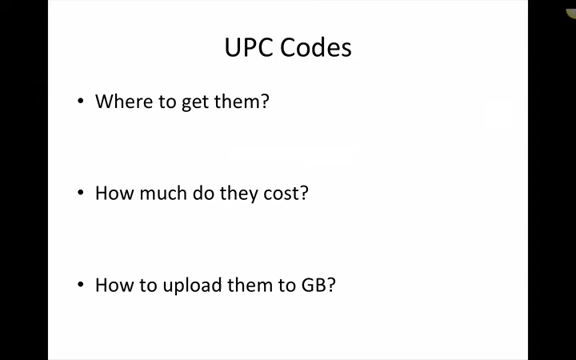 UPC Codes
• Where to get them?
• How much do they cost?
• How to upload them to GB?